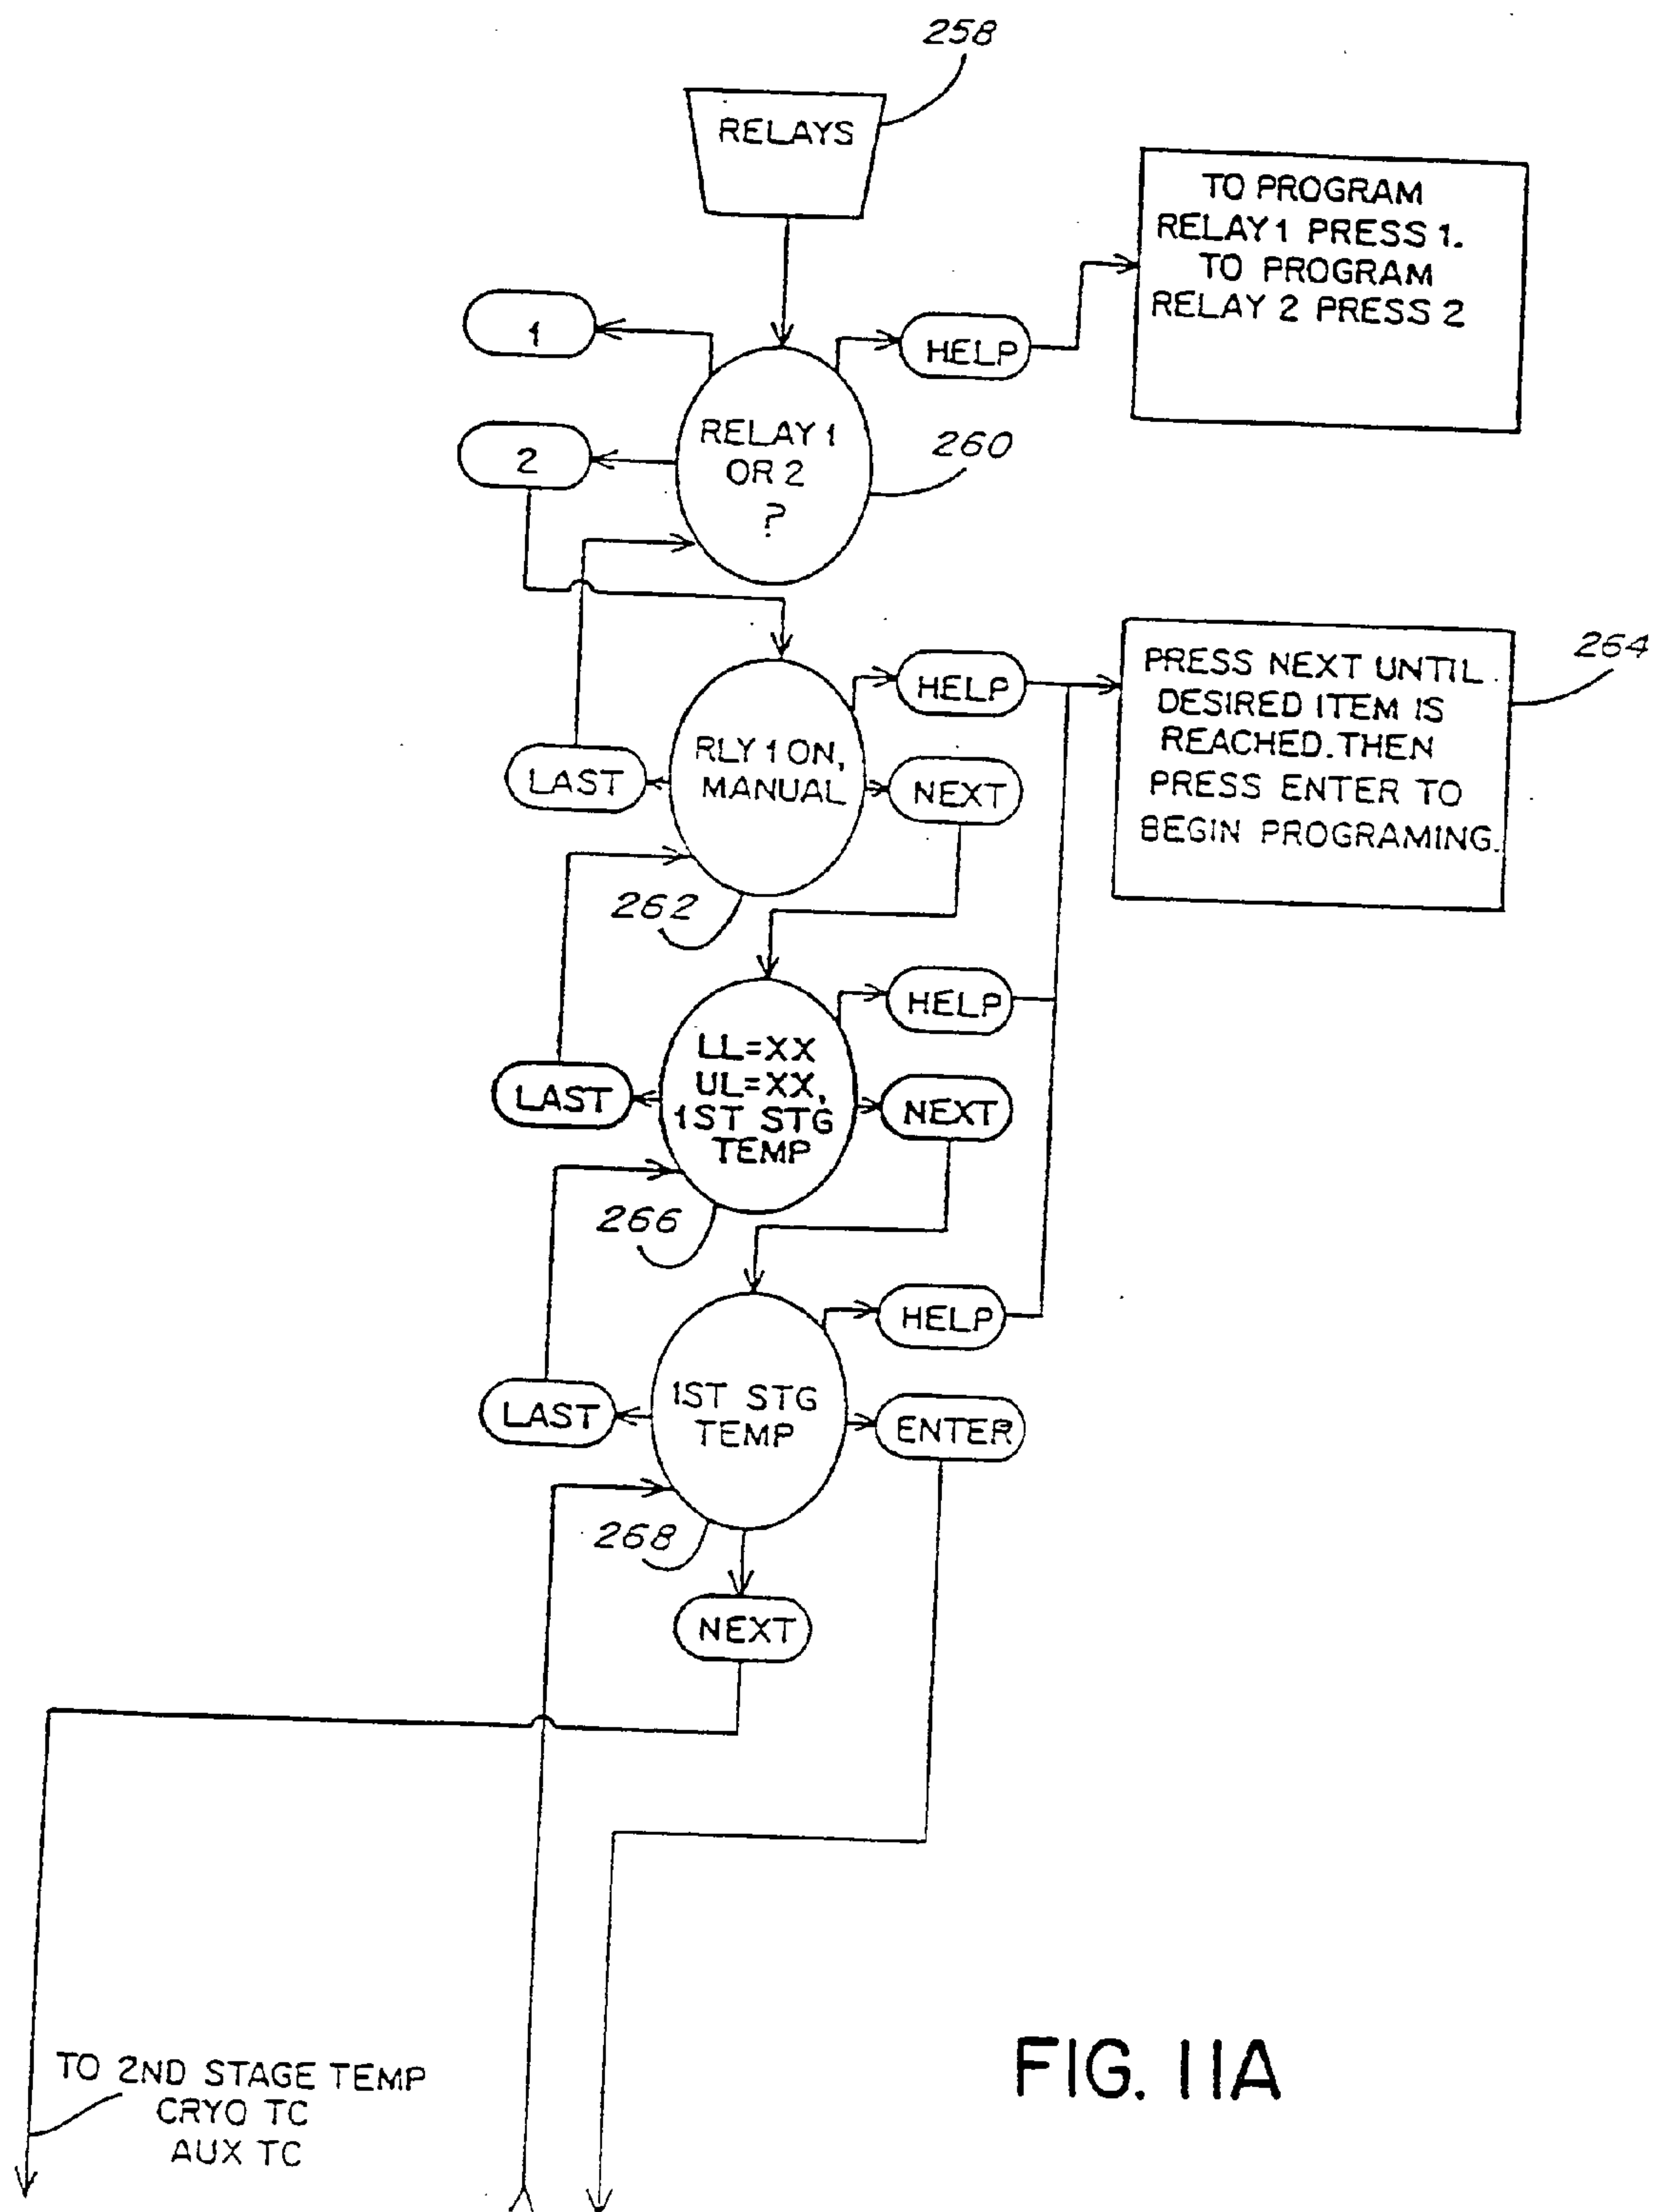 258
RELAYS
TO PROGRAM
RELAY 1 PRESS 1.
TO PROGRAM
RELAY 2 PRESS 2
1
HELP
2
RELAY 1
OR 2
?
260
HELP
PRESS NEXT UNTIL
DESIRED ITEM IS
REACHED. THEN
PRESS ENTER TO
BEGIN PROGRAMING.
264
LAST
RLY 1 ON,
MANUAL
NEXT
262
HELP
LAST
LL=XX
UL=XX,
1ST STG
TEMP
NEXT
266
HELP
LAST
1ST STG
TEMP
ENTER
268
NEXT
TO 2ND STAGE TEMP
CRYO TC
AUX TC
FIG. 11A